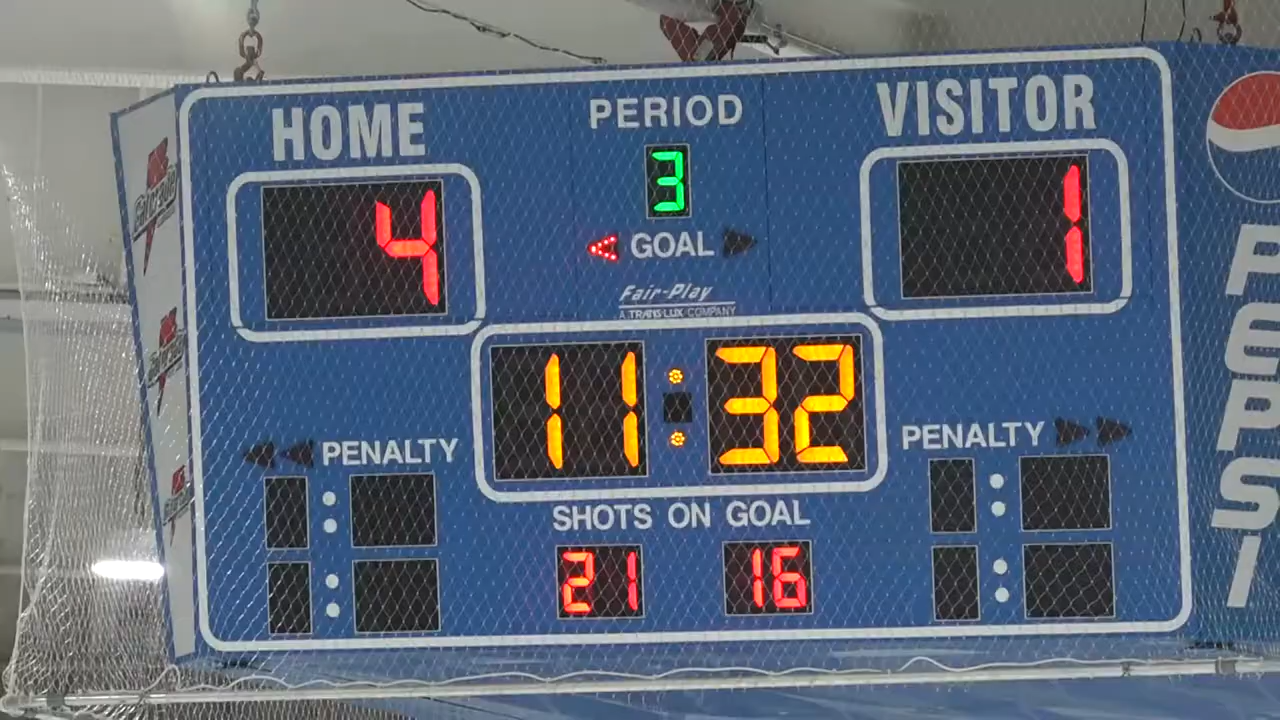 HOME PERIOD VISITOR
4 3 1
GOAL
Fair-Play
A TRANS-LUX COMPANY
11:32
PENALTY PENALTY
SHOTS ON GOAL
21 16
PEPSI